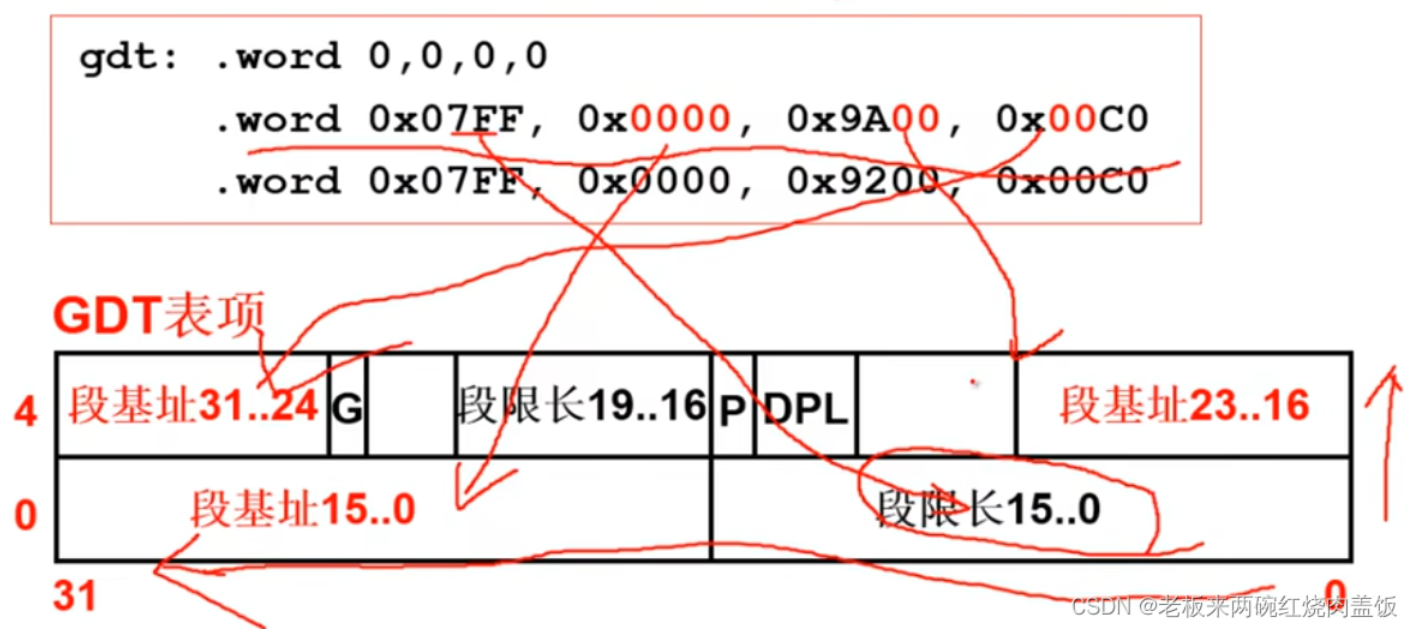 gdt: .word 0,0,0,0
.word 0x07FF, 0x0000, 0x9A00, 0x00C0
.word 0x07FF, 0x0000, 0x9200, 0x00C0
GDT表项
4 段基址31..24 G 段限长19..16 P DPL 段基址23..16
0 段基址15..0 段限长15..0
31 0
CSDN @老板来两碗红烧肉盖饭